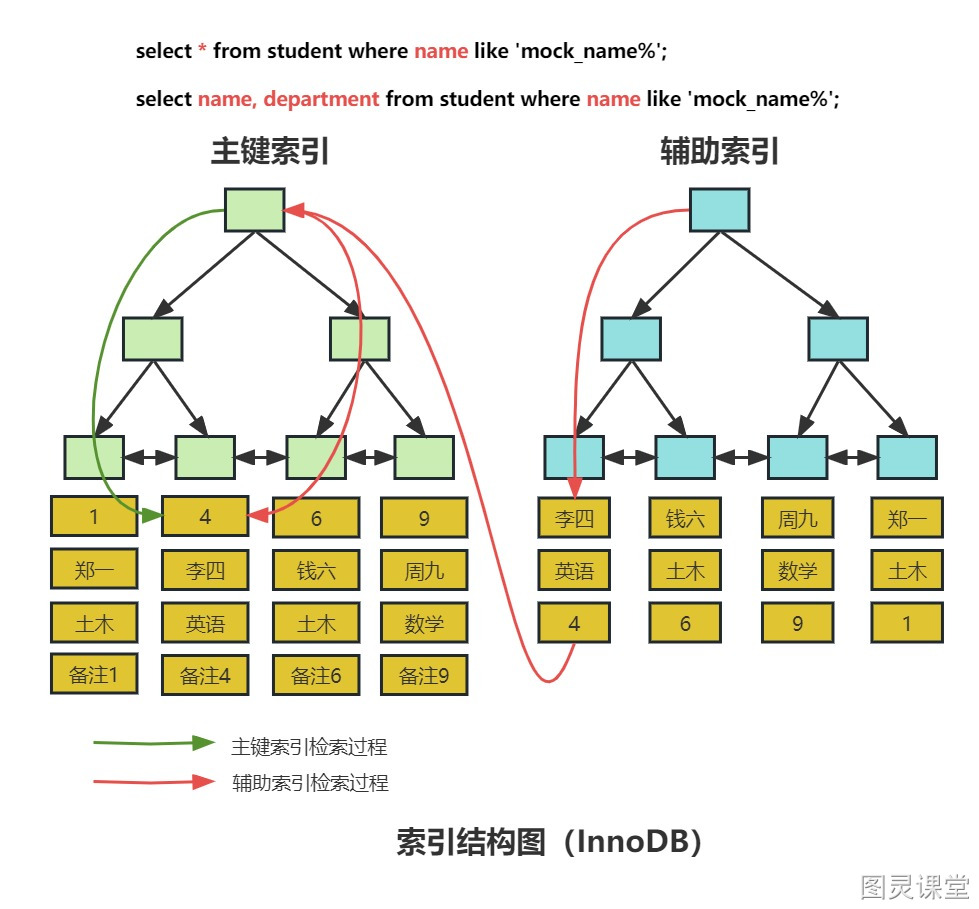 select * from student where name like 'mock_name%';
select name, department from student where name like 'mock_name%';
主键索引 辅助索引
1 4 6 9 李四 钱六 周九 郑一
郑一 李四 钱六 周九 英语 土木 数学 土木
土木 英语 土木 数学 4 6 9 1
备注1 备注4 备注6 备注9
主键索引检索过程
辅助索引检索过程
索引结构图（InnoDB）
图灵课堂